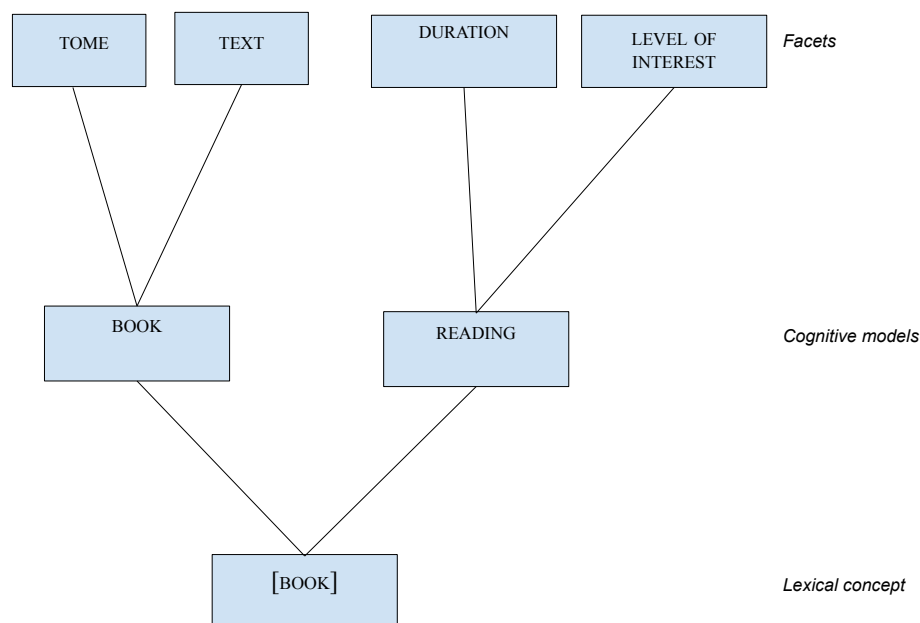 TOME
TEXT
DURATION
LEVEL OF
INTEREST
Facets
BOOK
READING
Cognitive models
[BOOK]
Lexical concept